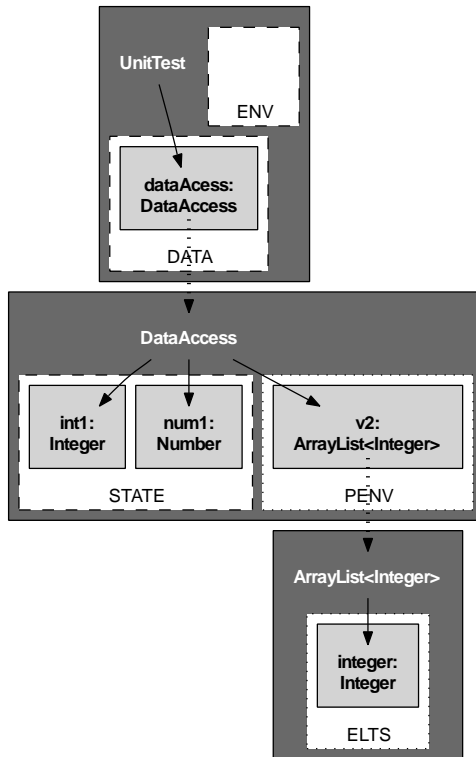 UnitTest
ENV
dataAcess:
DataAccess
DATA
DataAccess
int1:
Integer
num1:
Number
v2:
ArrayList<Integer>
STATE
PENV
ArrayList<Integer>
integer:
Integer
ELTS